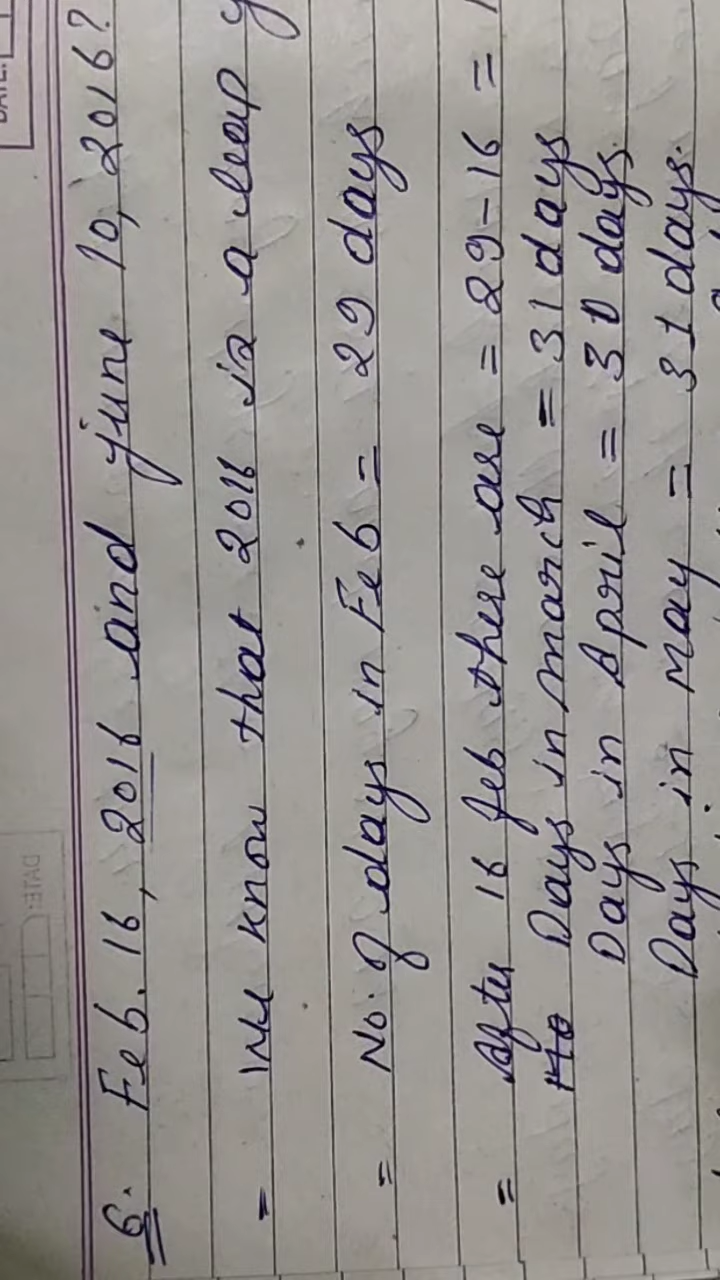 DATE:
6. Feb. 16, 2016 and june 10, 2016?
= We know that 2016 is a leap y
= No. of days in Feb = 29 days
= After 16 feb there are = 29-16 =
Days in march = 31 days
Days in April = 30 days.
Days in may = 31 days.
DATE: